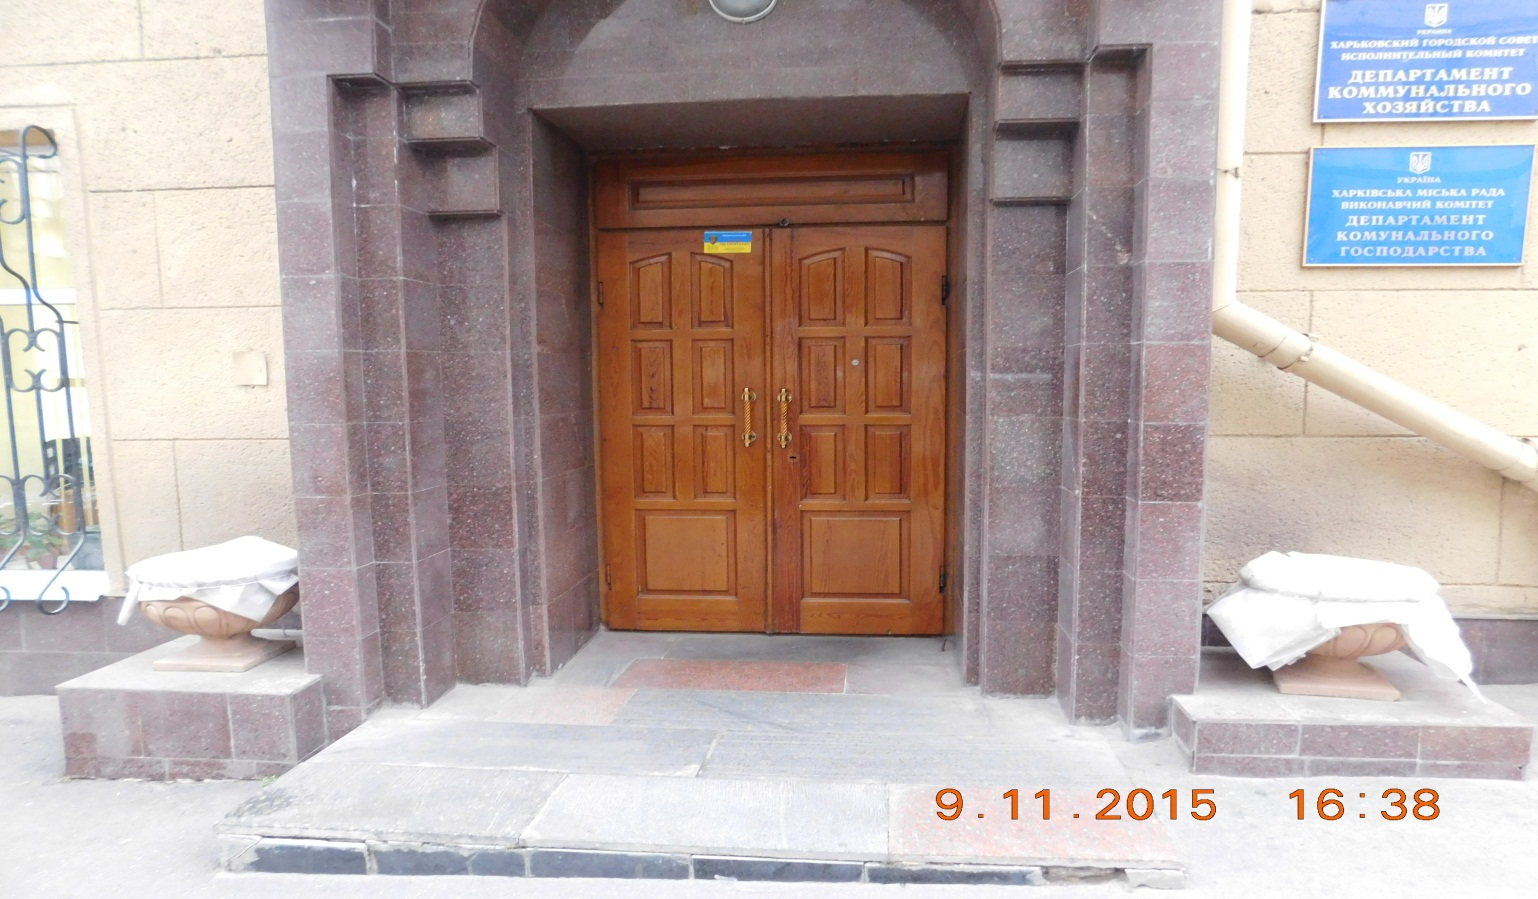 УКРАИНА
ХАРЬКОВСКИЙ ГОРОДСКОЙ СОВЕТ
ИСПОЛНИТЕЛЬНЫЙ КОМИТЕТ
ДЕПАРТАМЕНТ
КОММУНАЛЬНОГО
ХОЗЯЙСТВА
УКРАЇНА
ХАРКІВСЬКА МІСЬКА РАДА
ВИКОНАВЧИЙ КОМІТЕТ
ДЕПАРТАМЕНТ
КОМУНАЛЬНОГО
ГОСПОДАРСТВА
9.11.2015 16:38